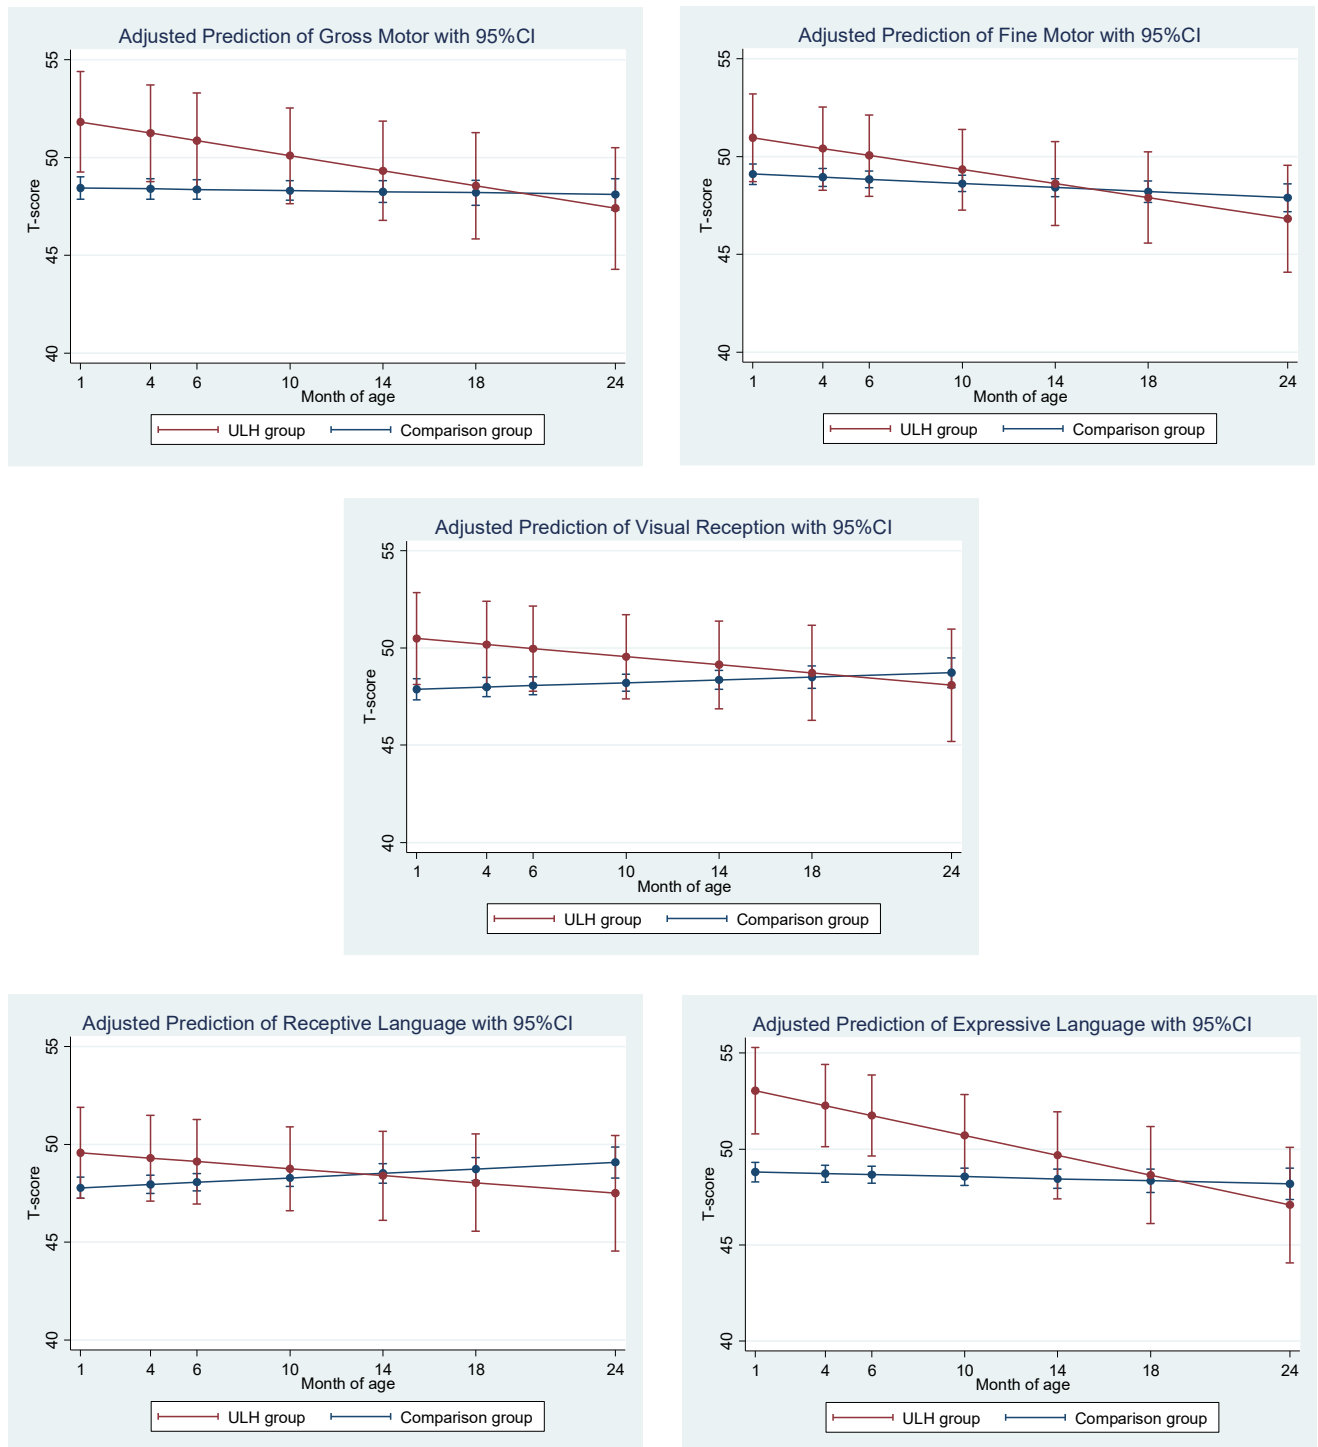 Adjusted Prediction of Gross Motor with 95%CI
55
50
45
40
T-score
1 4 6 10 14 18 24
Month of age
ULH group Comparison group
Adjusted Prediction of Fine Motor with 95%CI
55
50
45
40
T-score
1 4 6 10 14 18 24
Month of age
ULH group Comparison group
Adjusted Prediction of Visual Reception with 95%CI
55
50
45
40
T-score
1 4 6 10 14 18 24
Month of age
ULH group Comparison group
Adjusted Prediction of Receptive Language with 95%CI
55
50
45
40
T-score
1 4 6 10 14 18 24
Month of age
ULH group Comparison group
Adjusted Prediction of Expressive Language with 95%CI
55
50
45
40
T-score
1 4 6 10 14 18 24
Month of age
ULH group Comparison group